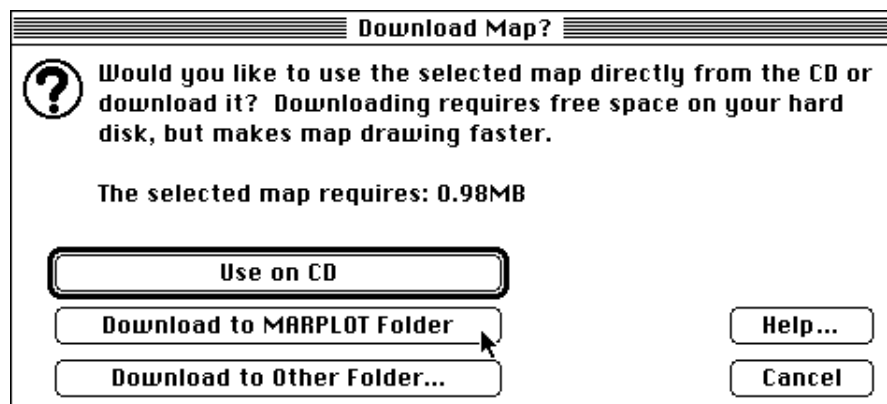 Download Map?
Would you like to use the selected map directly from the CD or
download it?  Downloading requires free space on your hard
disk, but makes map drawing faster.
The selected map requires: 0.98MB
Use on CD
Download to MARPLOT Folder
Help...
Download to Other Folder...
Cancel